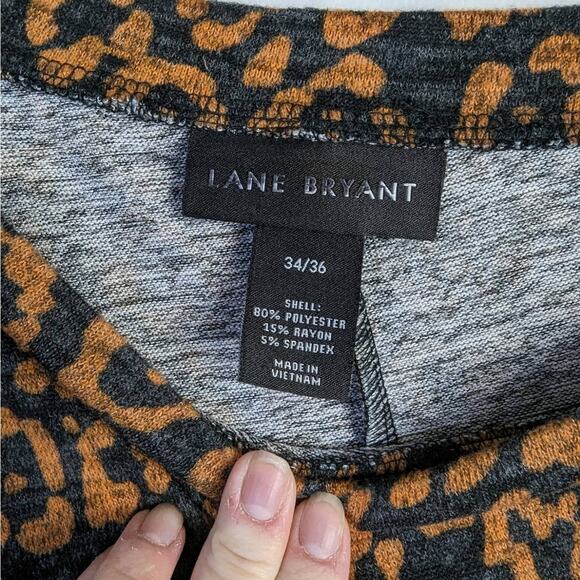 LANE BRYANT
34/36
SHELL:
80% POLYESTER
15% RAYON
5% SPANDEX
MADE IN
VIETNAM